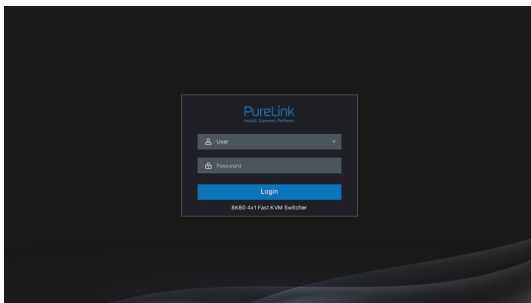 PureLink
Install. Connect. Perform.
User
Password
Login
8K60 4x1 Fast KVM Switcher